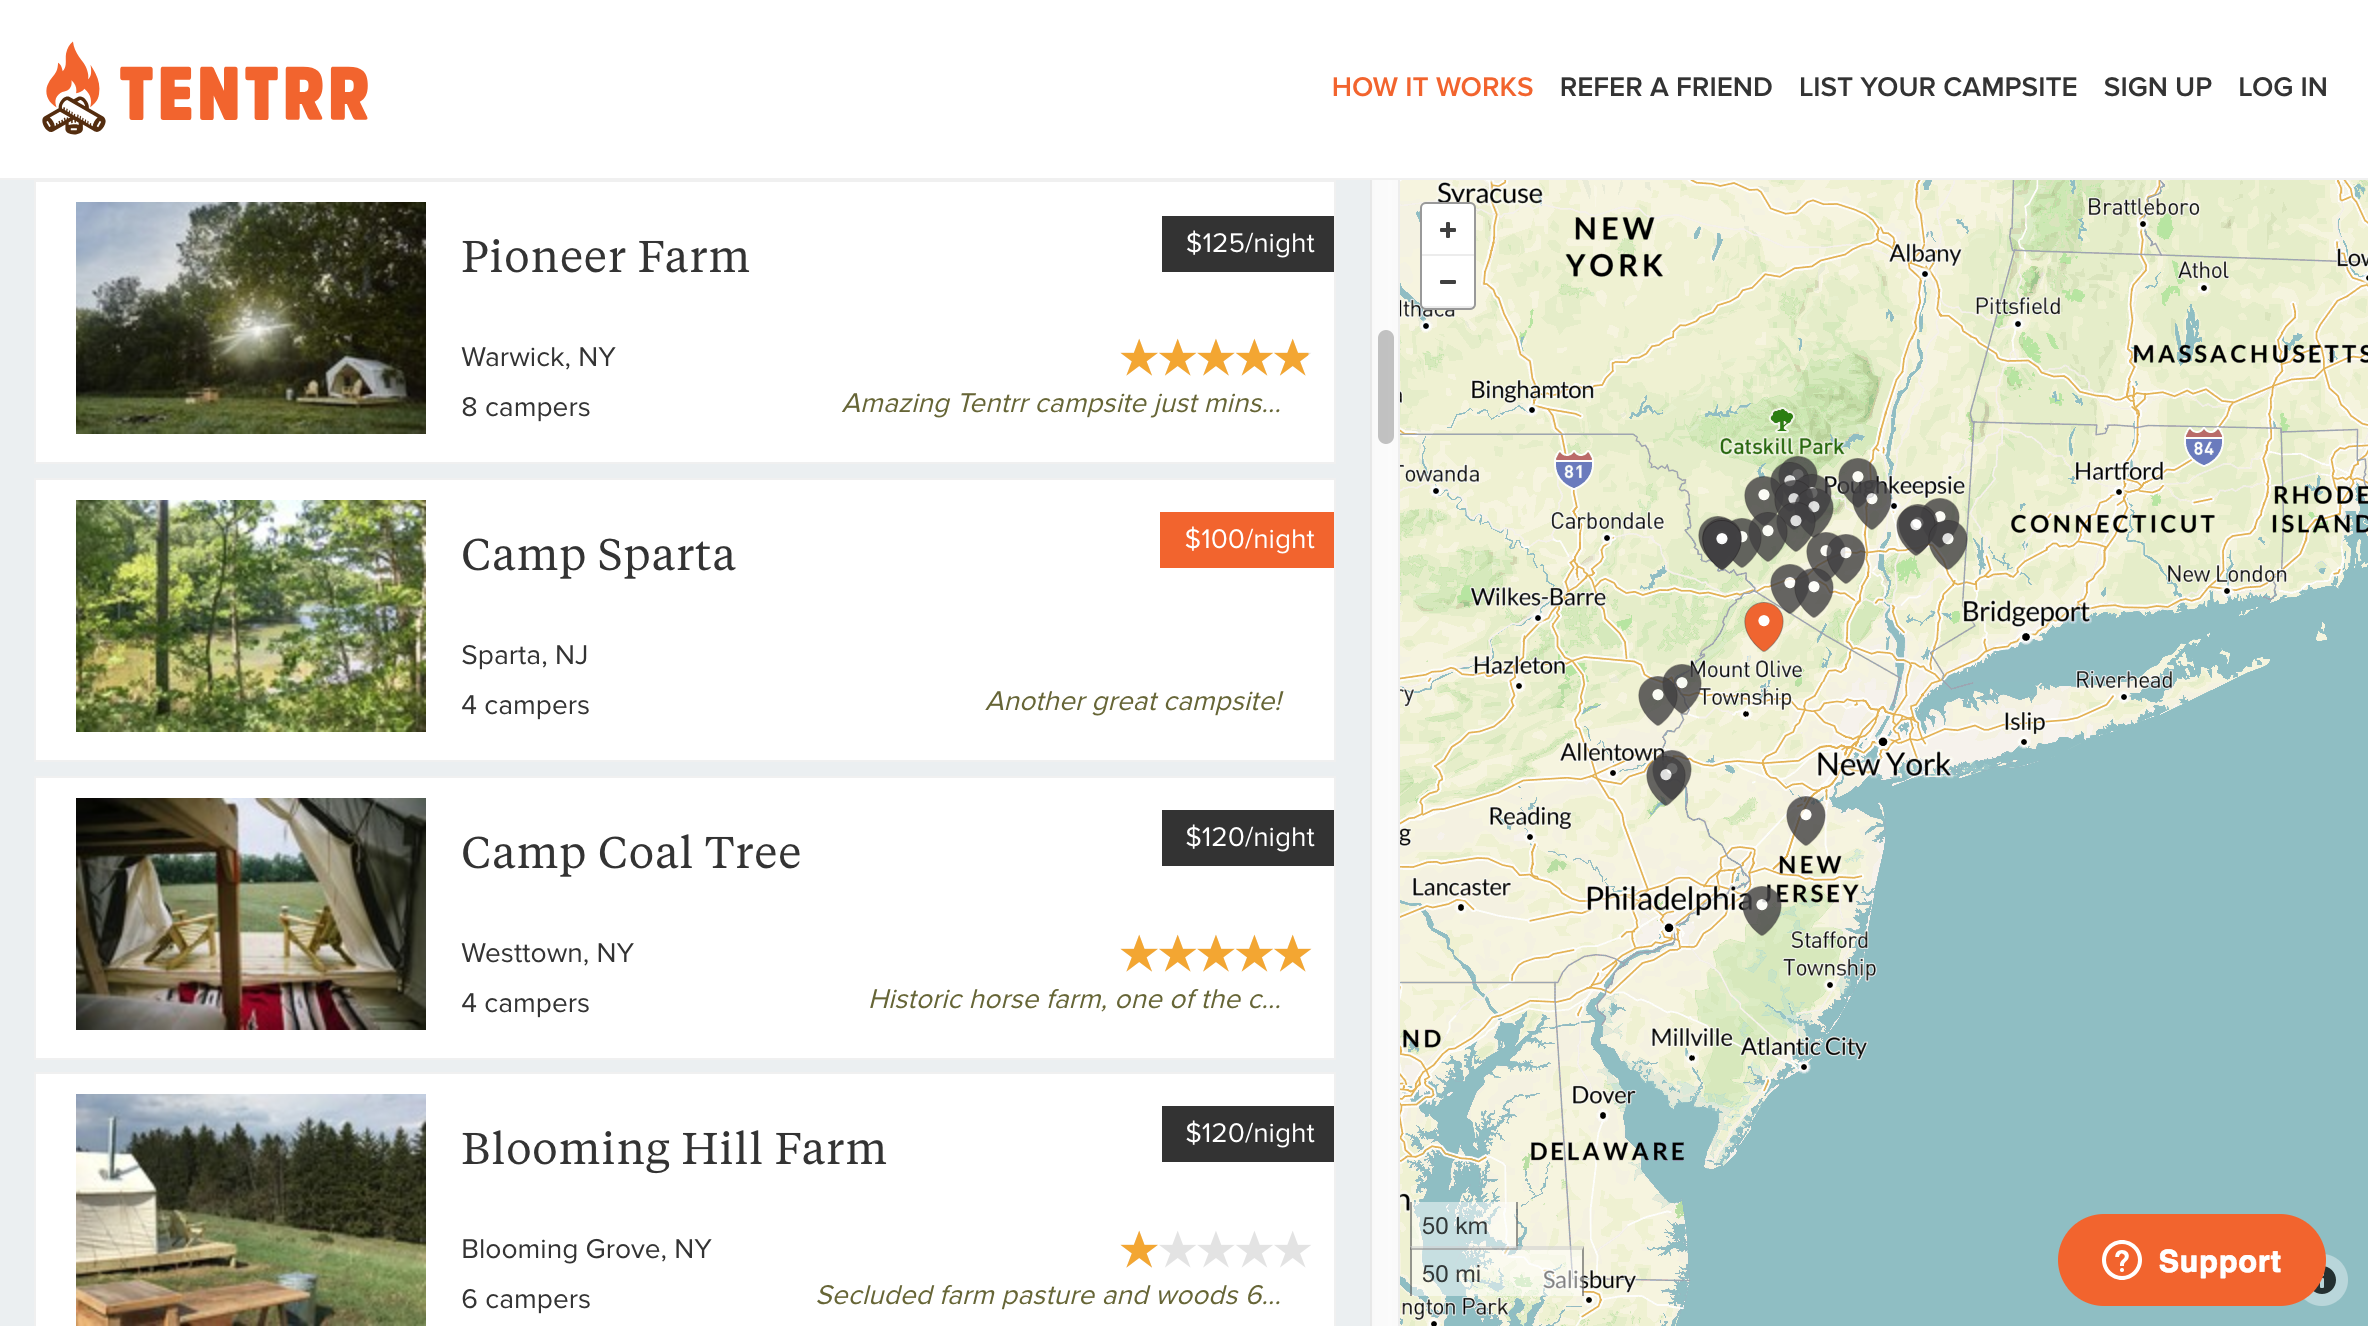 TENTRR
HOW IT WORKS
REFER A FRIEND
LIST YOUR CAMPSITE
SIGN UP
LOG IN
Pioneer Farm
$125/night
Warwick, NY
8 campers
Amazing Tentrr campsite just mins...
Camp Sparta
$100/night
Sparta, NJ
4 campers
Another great campsite!
Camp Coal Tree
$120/night
Westtown, NY
4 campers
Historic horse farm, one of the c...
Blooming Hill Farm
$120/night
Blooming Grove, NY
6 campers
Secluded farm pasture and woods 6...
+
−
Syracuse
NEW
YORK
Ithaca
Albany
Brattleboro
Athol
Pittsfield
MASSACHUSETTS
Binghamton
Catskill Park
81
84
Towanda
Poughkeepsie
Hartford
RHODE
ISLAND
CONNECTICUT
Carbondale
New London
Wilkes-Barre
Bridgeport
Hazleton
Mount Olive
Township
Riverhead
Islip
Allentown
New York
Reading
NEW
JERSEY
Lancaster
Philadelphia
Stafford
Township
ND
Millville
Atlantic City
Dover
DELAWARE
50 km
50 mi
Salisbury
ngton Park
? Support